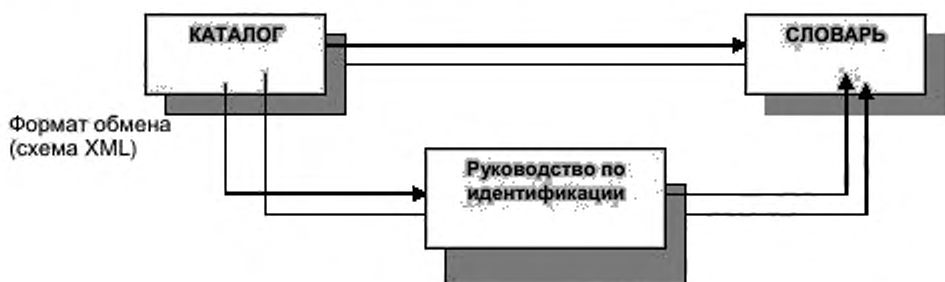 КАТАЛОГ
СЛОВАРЬ
Формат обмена
(схема XML)
Руководство по
идентификации